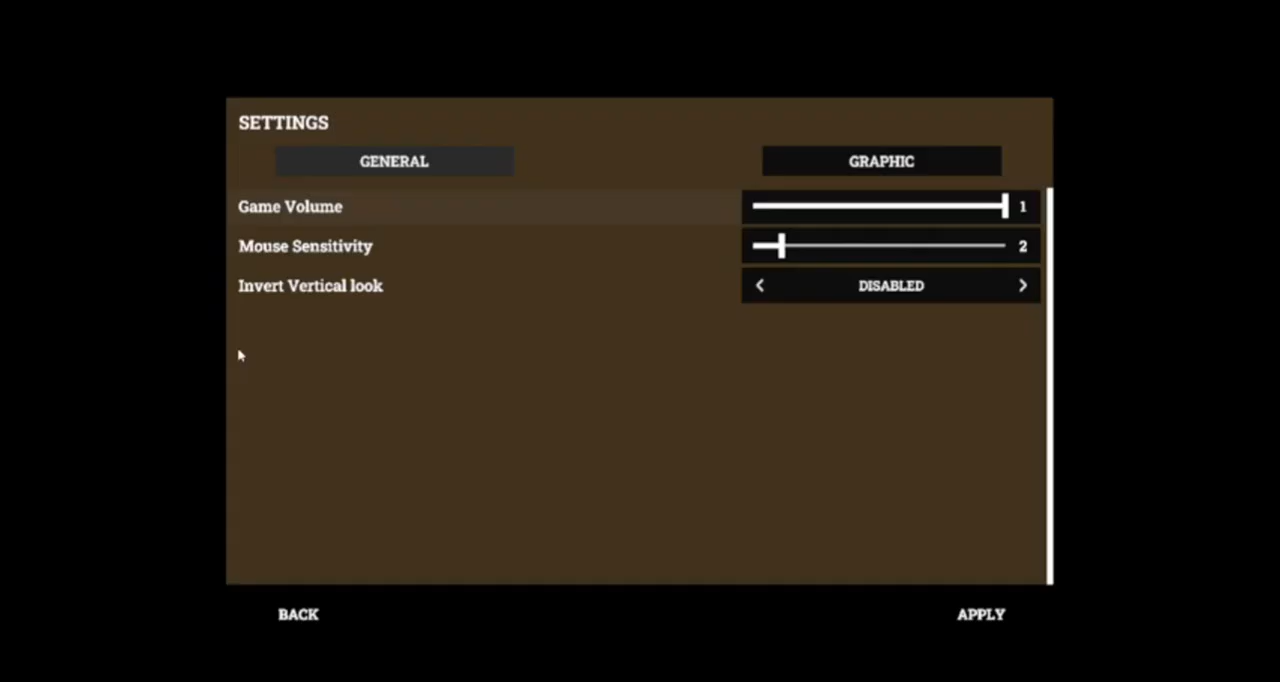 SETTINGS
GENERAL GRAPHIC
Game Volume 1
Mouse Sensitivity 2
Invert Vertical look < DISABLED >
BACK APPLY